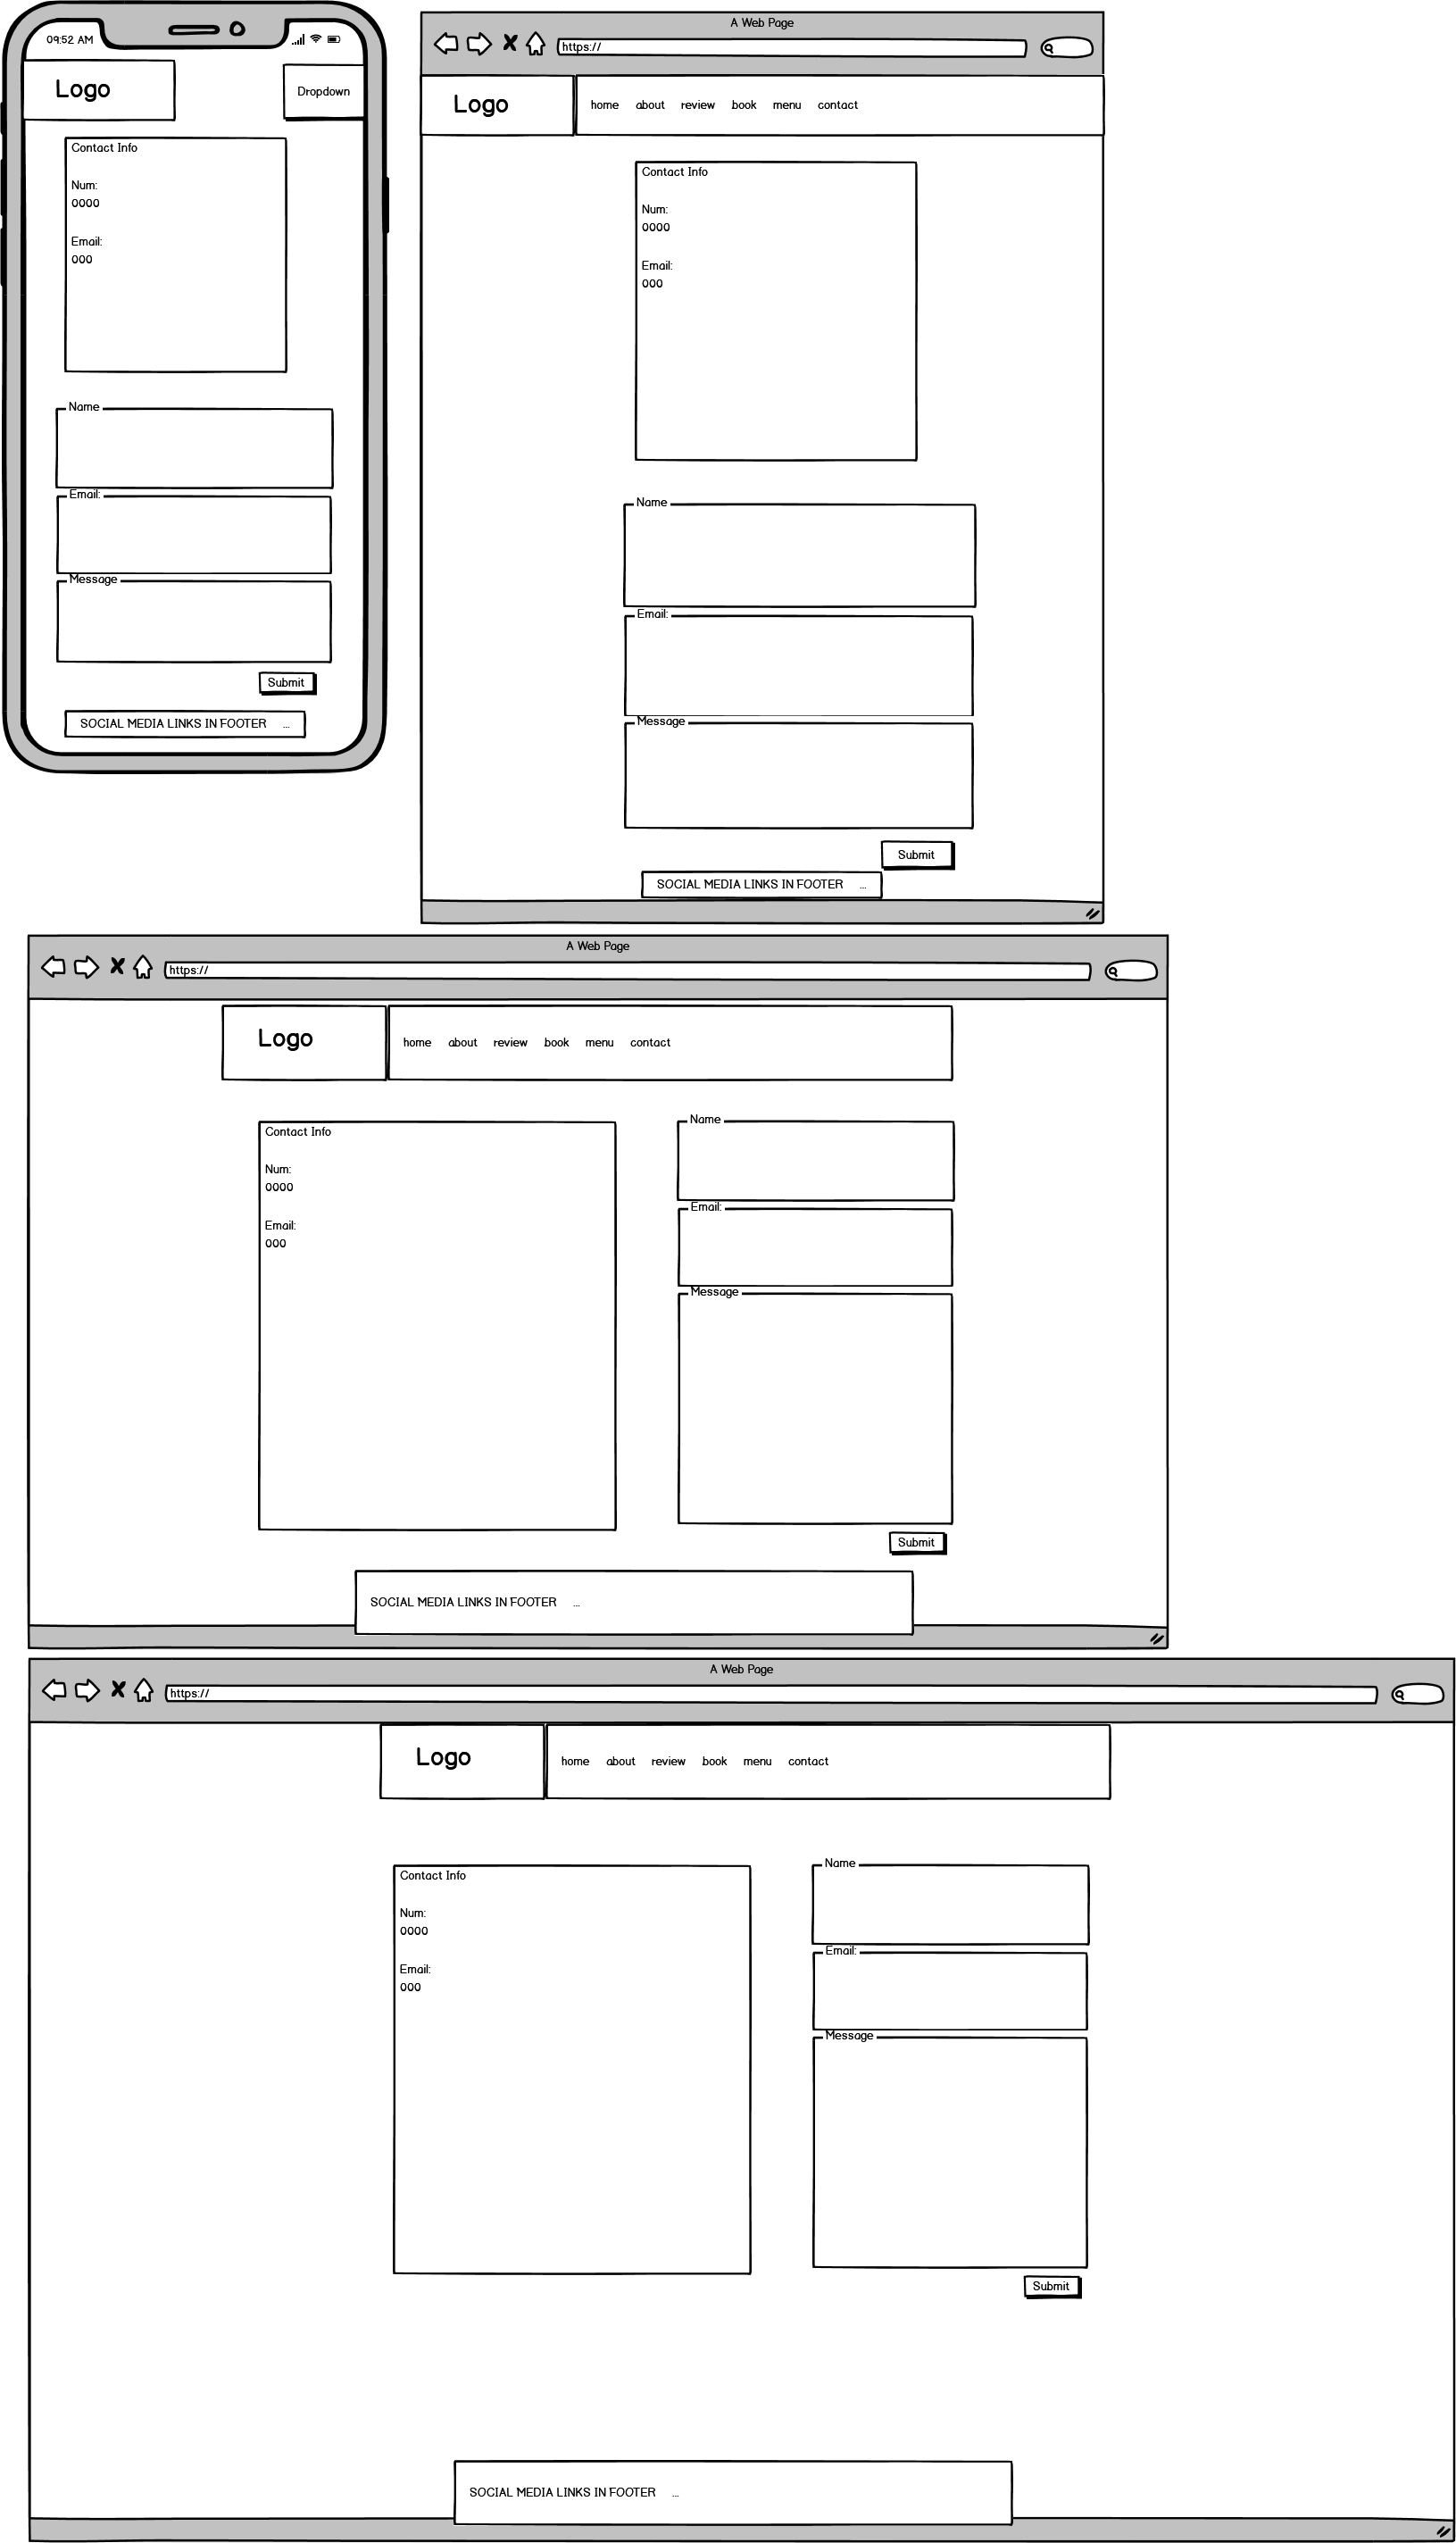 09:52 AM
Logo
Dropdown
Contact Info
Num:
0000
Email:
000
Name
Email:
Message
Submit
SOCIAL MEDIA LINKS IN FOOTER ...
A Web Page
https://
Logo
home about review book menu contact
Contact Info
Num:
0000
Email:
000
Name
Email:
Message
Submit
SOCIAL MEDIA LINKS IN FOOTER ...
A Web Page
https://
Logo
home about review book menu contact
Contact Info
Num:
0000
Email:
000
Name
Email:
Message
Submit
SOCIAL MEDIA LINKS IN FOOTER ...
A Web Page
https://
Logo
home about review book menu contact
Contact Info
Num:
0000
Email:
000
Name
Email:
Message
Submit
SOCIAL MEDIA LINKS IN FOOTER ...